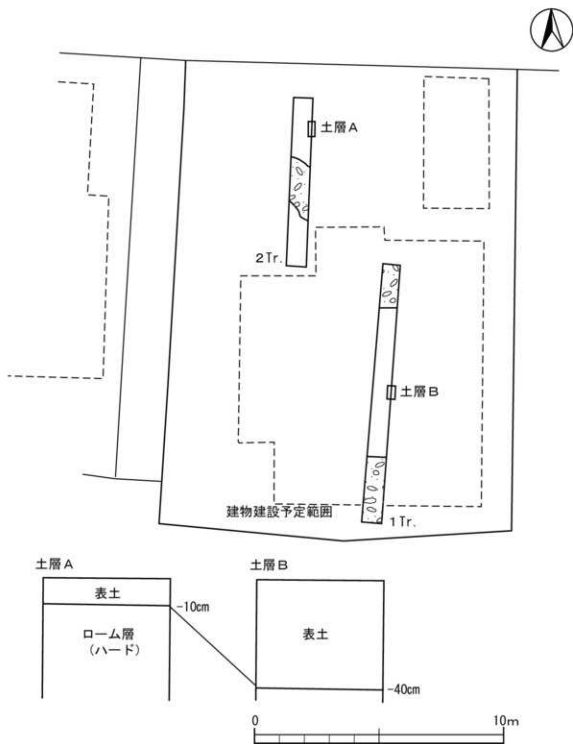 土層A
2Tr.
土層B
建物建設予定範囲
1Tr.
土層A
土層B
表土
-10cm
ローム層
(ハード)
表土
-40cm
0
10m